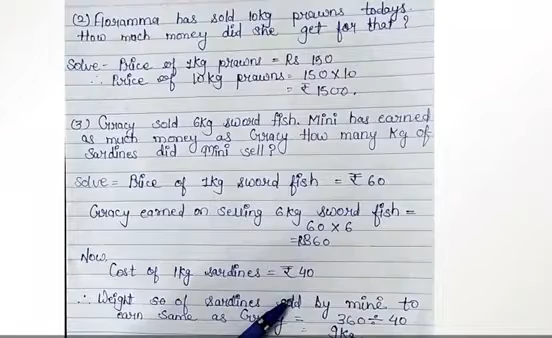 (2) Floramma has sold 10kg prawns todays.
How much money did she get for that?
Solve - Price of 1kg prawns = Rs 150
∴ Price of 10kg prawns = 150 × 10
= ₹ 1500.
(3) Gracy sold 6kg sword fish. Mini has earned
as much money as Gracy How many Kg of
sardines did mini sell?
Solve = Price of 1kg sword fish = ₹ 60
Gracy earned on selling 6kg sword fish =
60 × 6
= Rs360
Now
Cost of 1kg sardines = ₹ 40
∴ Weight so of sardines sold by mine to
earn same as Gracy = 360 ÷ 40
= 9kg